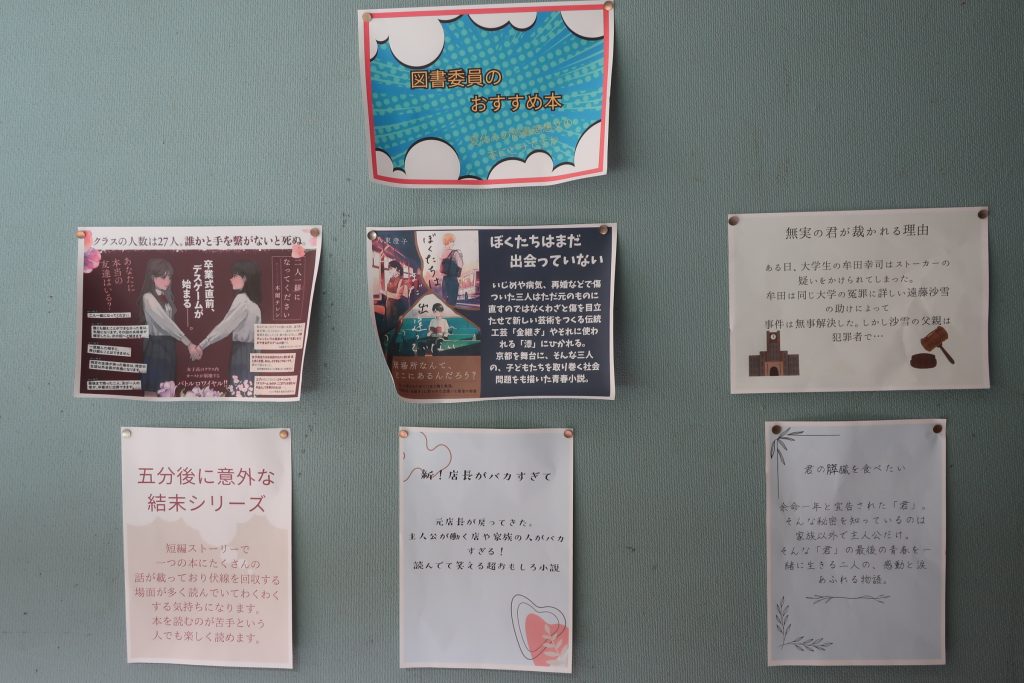 図書委員の
おすすめ本
クラスの人数は27人。誰かと手を繋がないと死ぬ。
あなたに
本当の
友達はいる?
卒業式直前、
デスゲームが
始まる――。
二人一組に
なってください
木爾チレン
バトルロワイヤル!!
ぼくたちは
ぼくたちはまだ
出会っていない
いじめや病気、再婚などで傷
ついた三人はただ元のものに
直すのではなくわざと傷を目立
たせて新しい芸術をつくる伝統
工芸「金継ぎ」やそれに使わ
れる「漆」にひかれる。
京都を舞台に、そんな三人
の、子どもたちを取り巻く社会
問題をも描いた青春小説。
無実の君が裁かれる理由
ある日、大学生の牟田幸司はストーカーの
疑いをかけられてしまった。
牟田は同じ大学の冤罪に詳しい遠藤沙雪
の助けによって
事件は無事解決した。しかし沙雪の父親は
犯罪者で…
五分後に意外な
結末シリーズ
短編ストーリーで
一つの本にたくさんの
話が載っており伏線を回収する
場面が多く読んでいてわくわく
する気持ちになります。
本を読むのが苦手という
人でも楽しく読めます。
新!店長がバカすぎて
元店長が戻ってきた。
主人公が働く店や家族の人がバカ
すぎる!
読んでて笑える超おもしろ小説
君の膵臓を食べたい
余命一年と宣告された「君」。
そんな秘密を知っているのは
家族以外で主人公だけ。
そんな「君」の最後の青春を一
緒に生きる二人の、感動と涙
あふれる物語。